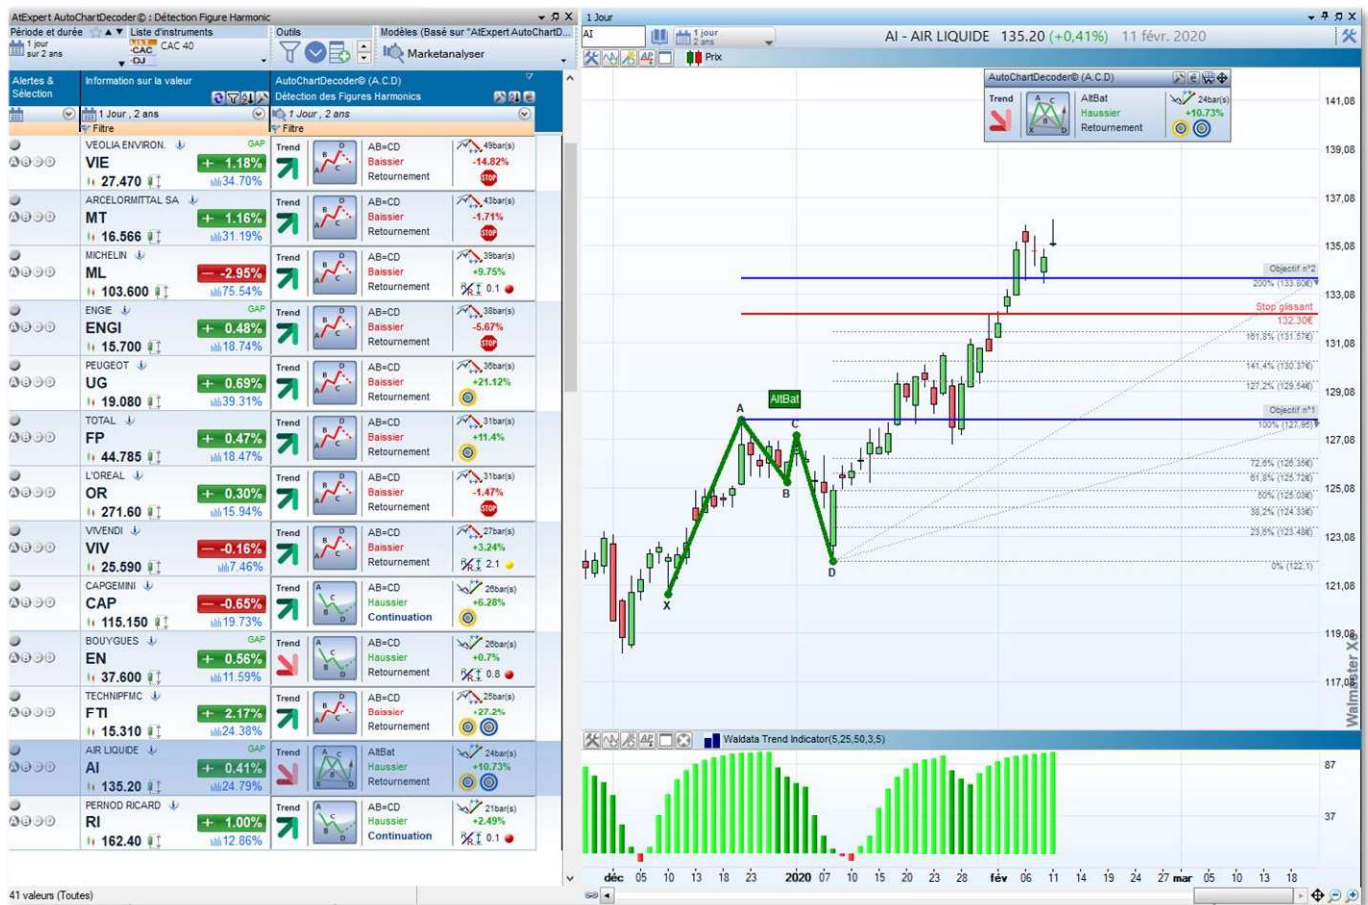 AtExpert AutoChartDecoder© : Détection Figure Harmonic
Période et durée
1 jour
sur 2 ans
Liste d'instruments
CAC 40
-CAC
-DJ
Outils
Modèles (Basé sur "AtExpert AutoChartD...
Marketanalyser
Alertes &
Sélection
Information sur la valeur
AutoChartDecoder© (A.C.D)
Détection des Figures Harmonics
1 Jour , 2 ans
1 Jour , 2 ans
Filtre
Filtre
VEOLIA ENVIRON. GAP
VIE + 1.18%
27.470 34.70%
Trend AB=CD 49bar(s)
Baissier -14.82%
Retournement STOP
ARCELORMITTAL SA
MT + 1.16%
16.566 31.19%
Trend AB=CD 43bar(s)
Baissier -1.71%
Retournement STOP
MICHELIN
ML -2.95%
103.600 75.54%
Trend AB=CD 39bar(s)
Baissier +9.75%
Retournement 0.1
ENGIE GAP
ENGI + 0.48%
15.700 18.74%
Trend AB=CD 38bar(s)
Baissier -5.67%
Retournement STOP
PEUGEOT
UG + 0.69%
19.080 39.31%
Trend AB=CD 36bar(s)
Baissier +21.12%
Retournement
TOTAL
FP + 0.47%
44.785 18.47%
Trend AB=CD 31bar(s)
Baissier +11.4%
Retournement
L'OREAL
OR + 0.30%
271.60 15.94%
Trend AB=CD 31bar(s)
Baissier -1.47%
Retournement STOP
VIVENDI
VIV -0.16%
25.590 7.46%
Trend AB=CD 27bar(s)
Baissier +3.24%
Retournement 2.1
CAPGEMINI
CAP -0.65%
115.150 19.73%
Trend AB=CD 26bar(s)
Haussier +6.28%
Continuation
BOUYGUES GAP
EN + 0.56%
37.600 11.59%
Trend AB=CD 26bar(s)
Haussier +0.7%
Retournement 0.8
TECHNIPFMC
FTI + 2.17%
15.310 24.38%
Trend AB=CD 25bar(s)
Baissier +27.2%
Retournement
AIR LIQUIDE GAP
AI + 0.41%
135.20 24.79%
Trend AltBat 24bar(s)
Haussier +10.73%
Retournement
PERNOD RICARD
RI + 1.00%
162.40 12.86%
Trend AB=CD 21bar(s)
Haussier +2.49%
Continuation 0.1
41 valeurs (Toutes)
1 Jour
AI
1 jour
2 ans
AI - AIR LIQUIDE 135.20 (+0,41%) 11 févr. 2020
Prix
AutoChartDecoder© (A.C.D)
Trend AltBat 24bar(s)
Haussier +10.73%
Retournement
141,08
139,08
137,08
135,08
133,08
131,08
129,08
127,08
125,08
123,08
121,08
119,08
117,08
Objectif n°2
200% (133.80€)
Stop glissant
132.30€
161,8% (131.57€)
141,4% (130.37€)
127,2% (129,54€)
Objectif n°1
100% (127,95)
72,6% (126.35€)
61,8% (125.72€)
50% (125.03€)
38,2% (124.33€)
23,6% (123.48€)
0% (122,1)
AltBat
A
C
B
X
D
Walmaster Xe
Waldata Trend Indicator(5,25,50,3,5)
87
37
déc 05 10 13 18 23 2020 07 10 15 20 23 28 fév 06 11 14 19 24 27 mar 05 10 13 18